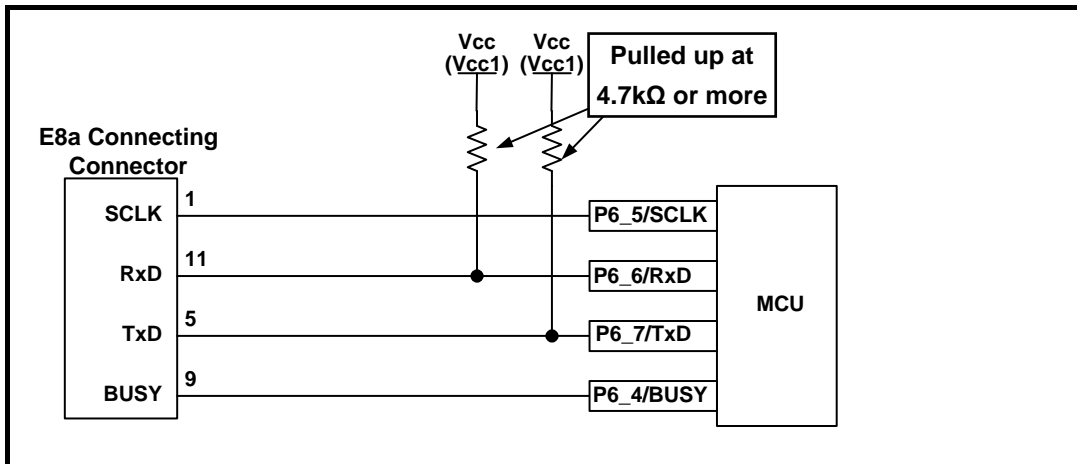 Vcc
(Vcc1)
Vcc
(Vcc1)
Pulled up at
4.7kΩ or more
E8a Connecting
Connector
SCLK
1
P6_5/SCLK
RxD
11
P6_6/RxD
MCU
TxD
5
P6_7/TxD
BUSY
9
P6_4/BUSY